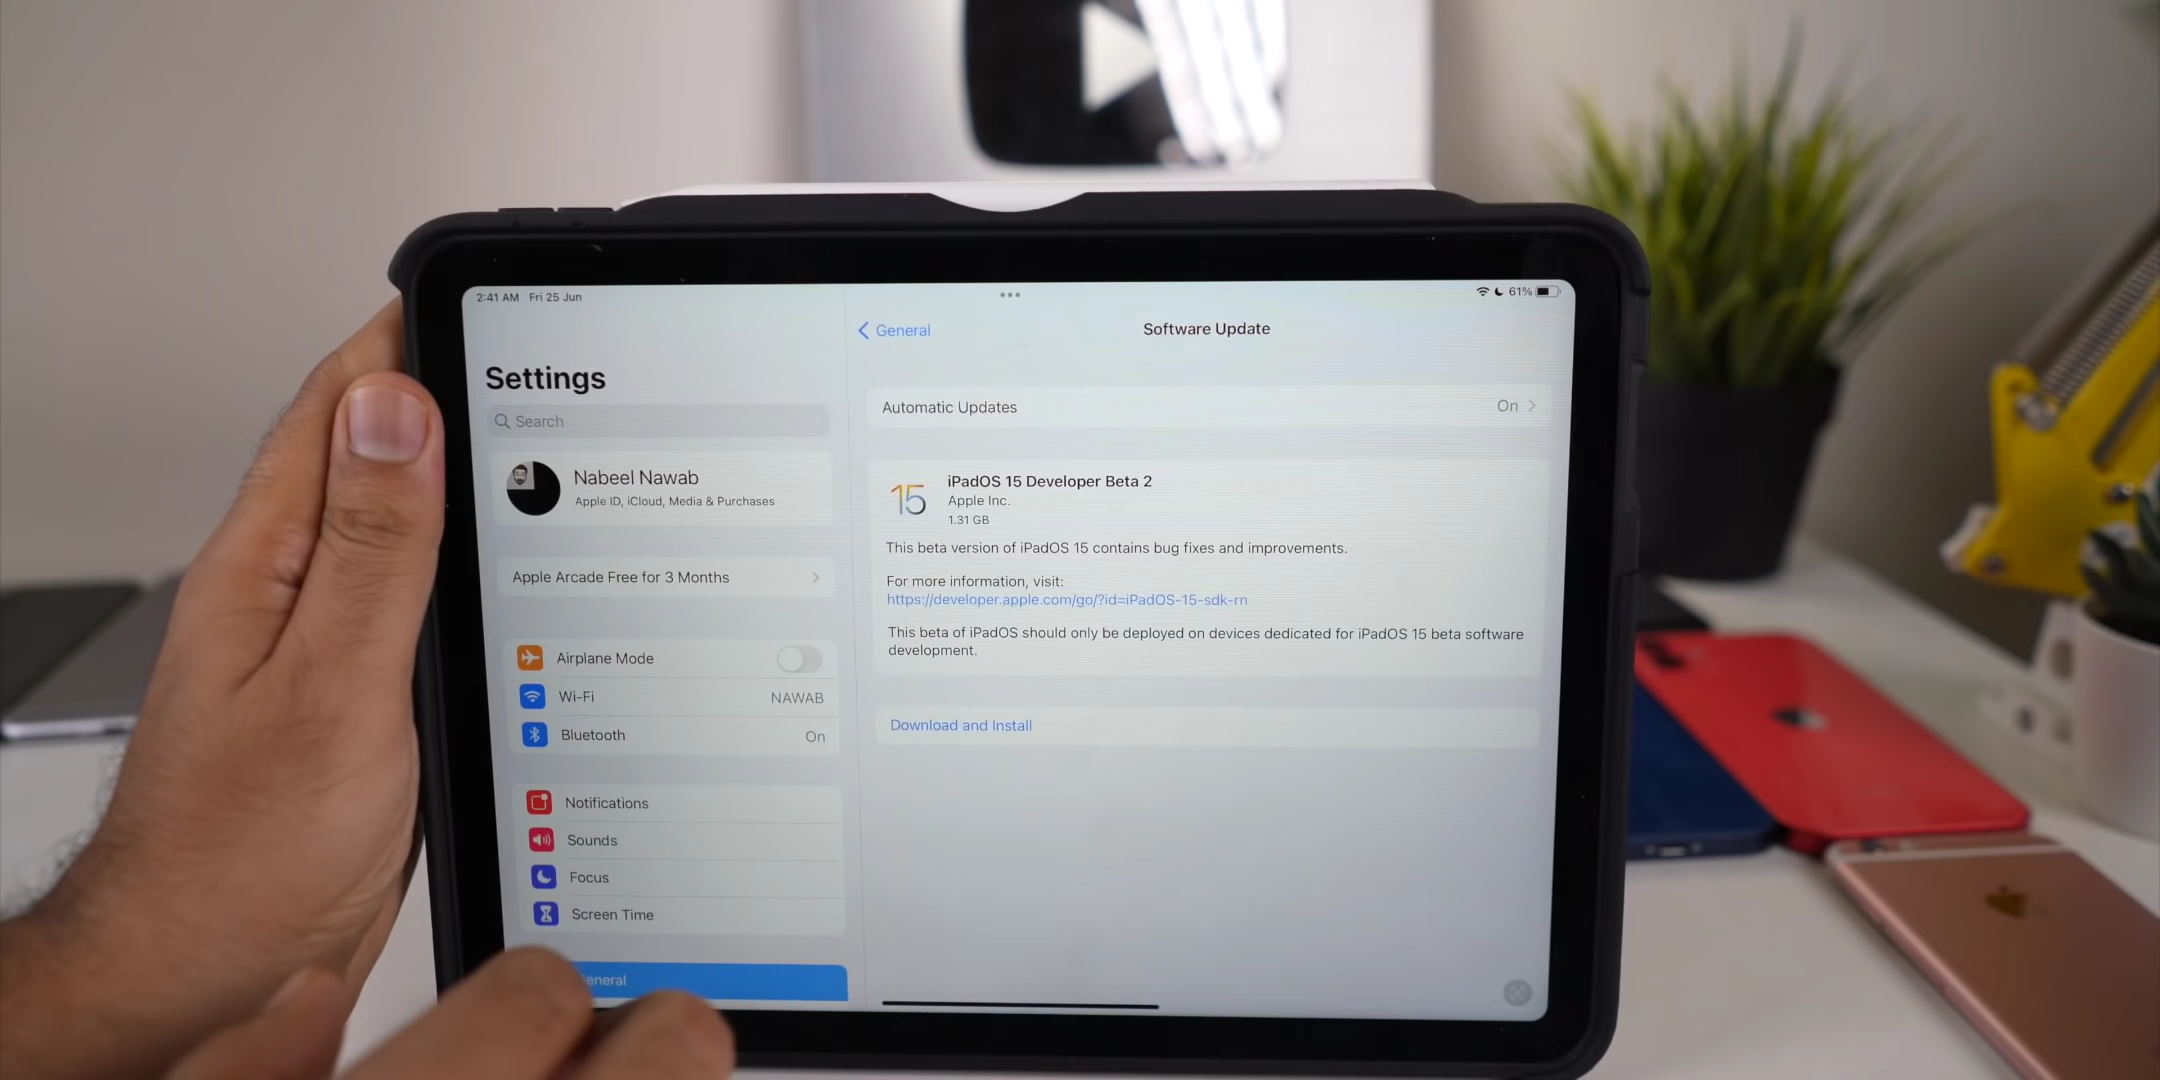 2:41 AM Fri 25 Jun
61%
Settings
Search
Nabeel Nawab
Apple ID, iCloud, Media & Purchases
Apple Arcade Free for 3 Months
Airplane Mode
Wi-Fi NAWAB
Bluetooth On
Notifications
Sounds
Focus
Screen Time
General
General
Software Update
Automatic Updates On
15
iPadOS 15 Developer Beta 2
Apple Inc.
1.31 GB
This beta version of iPadOS 15 contains bug fixes and improvements.
For more information, visit:
https://developer.apple.com/go/?id=iPadOS-15-sdk-rn
This beta of iPadOS should only be deployed on devices dedicated for iPadOS 15 beta software
development.
Download and Install